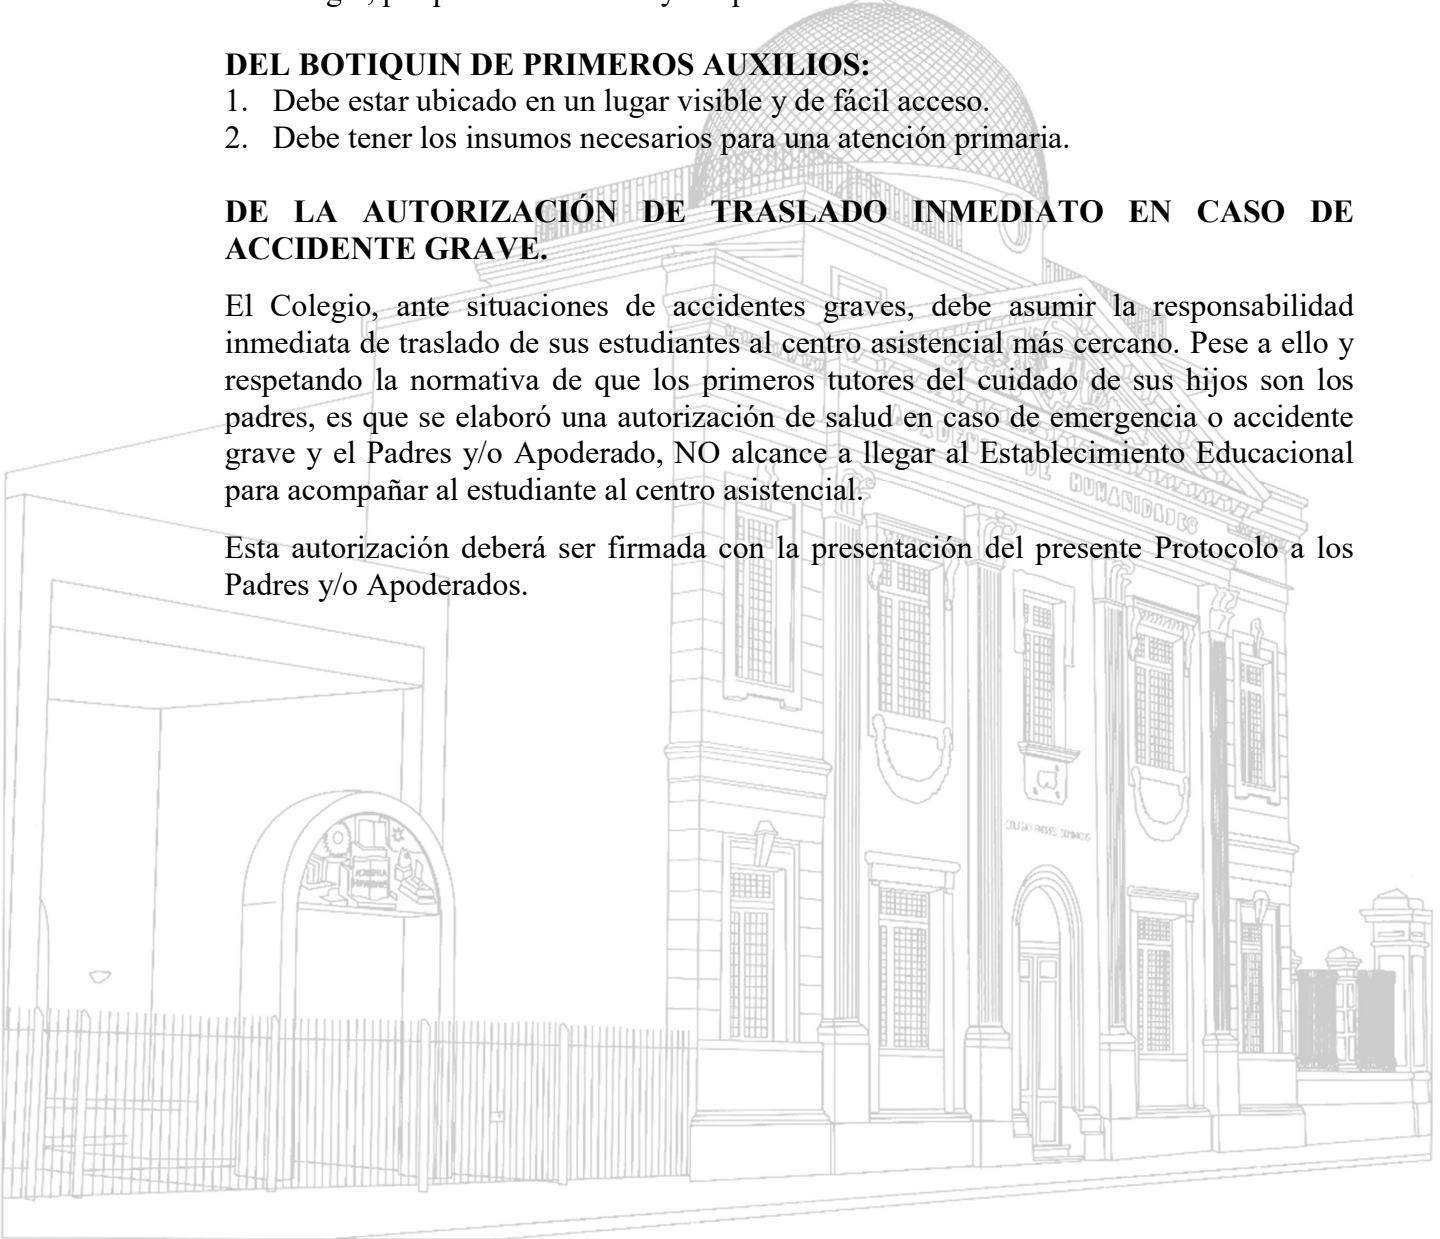 DEL BOTIQUIN DE PRIMEROS AUXILIOS:
1. Debe estar ubicado en un lugar visible y de fácil acceso.
2. Debe tener los insumos necesarios para una atención primaria.
DE LA AUTORIZACIÓN DE TRASLADO INMEDIATO EN CASO DE
ACCIDENTE GRAVE.
El Colegio, ante situaciones de accidentes graves, debe asumir la responsabilidad
inmediata de traslado de sus estudiantes al centro asistencial más cercano. Pese a ello y
respetando la normativa de que los primeros tutores del cuidado de sus hijos son los
padres, es que se elaboró una autorización de salud en caso de emergencia o accidente
grave y el Padres y/o Apoderado, NO alcance a llegar al Establecimiento Educacional
para acompañar al estudiante al centro asistencial.
Esta autorización deberá ser firmada con la presentación del presente Protocolo a los
Padres y/o Apoderados.
DE HUMANIDADES
COLEGIO PADRES DOMINICOS